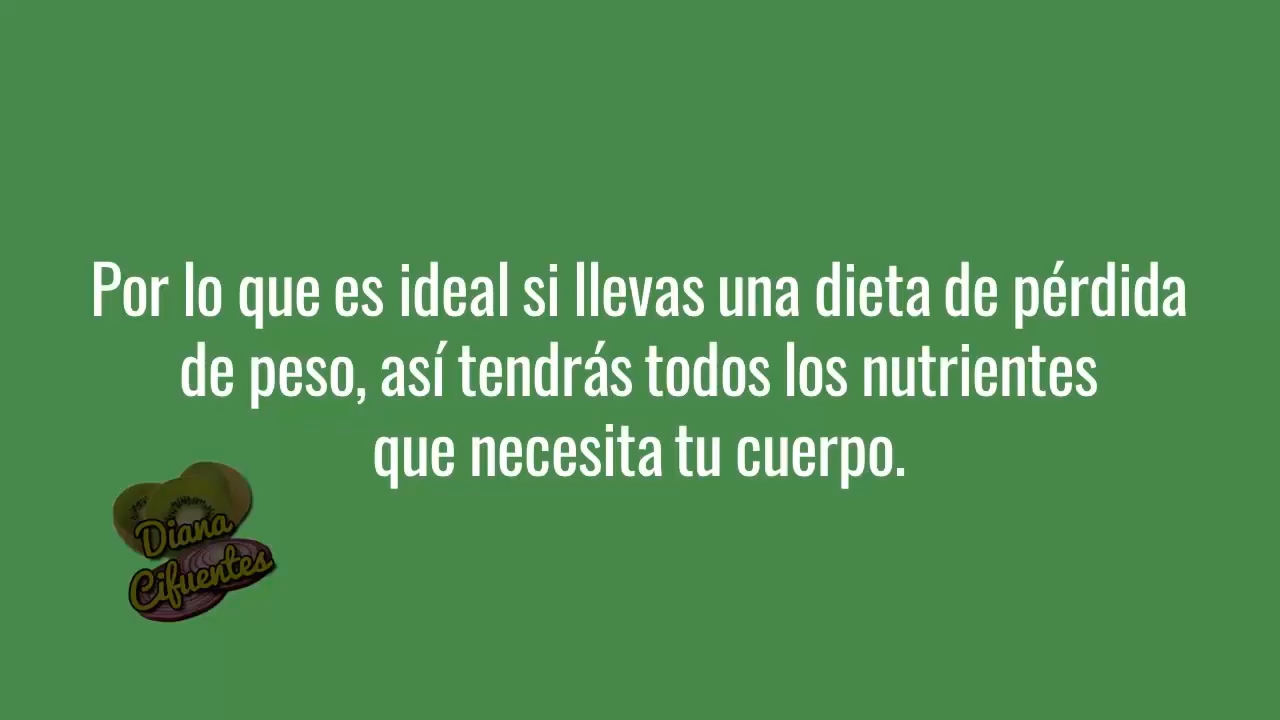 Por lo que es ideal si llevas una dieta de pérdida
de peso, así tendrás todos los nutrientes
que necesita tu cuerpo.
Diana
Cifuentes